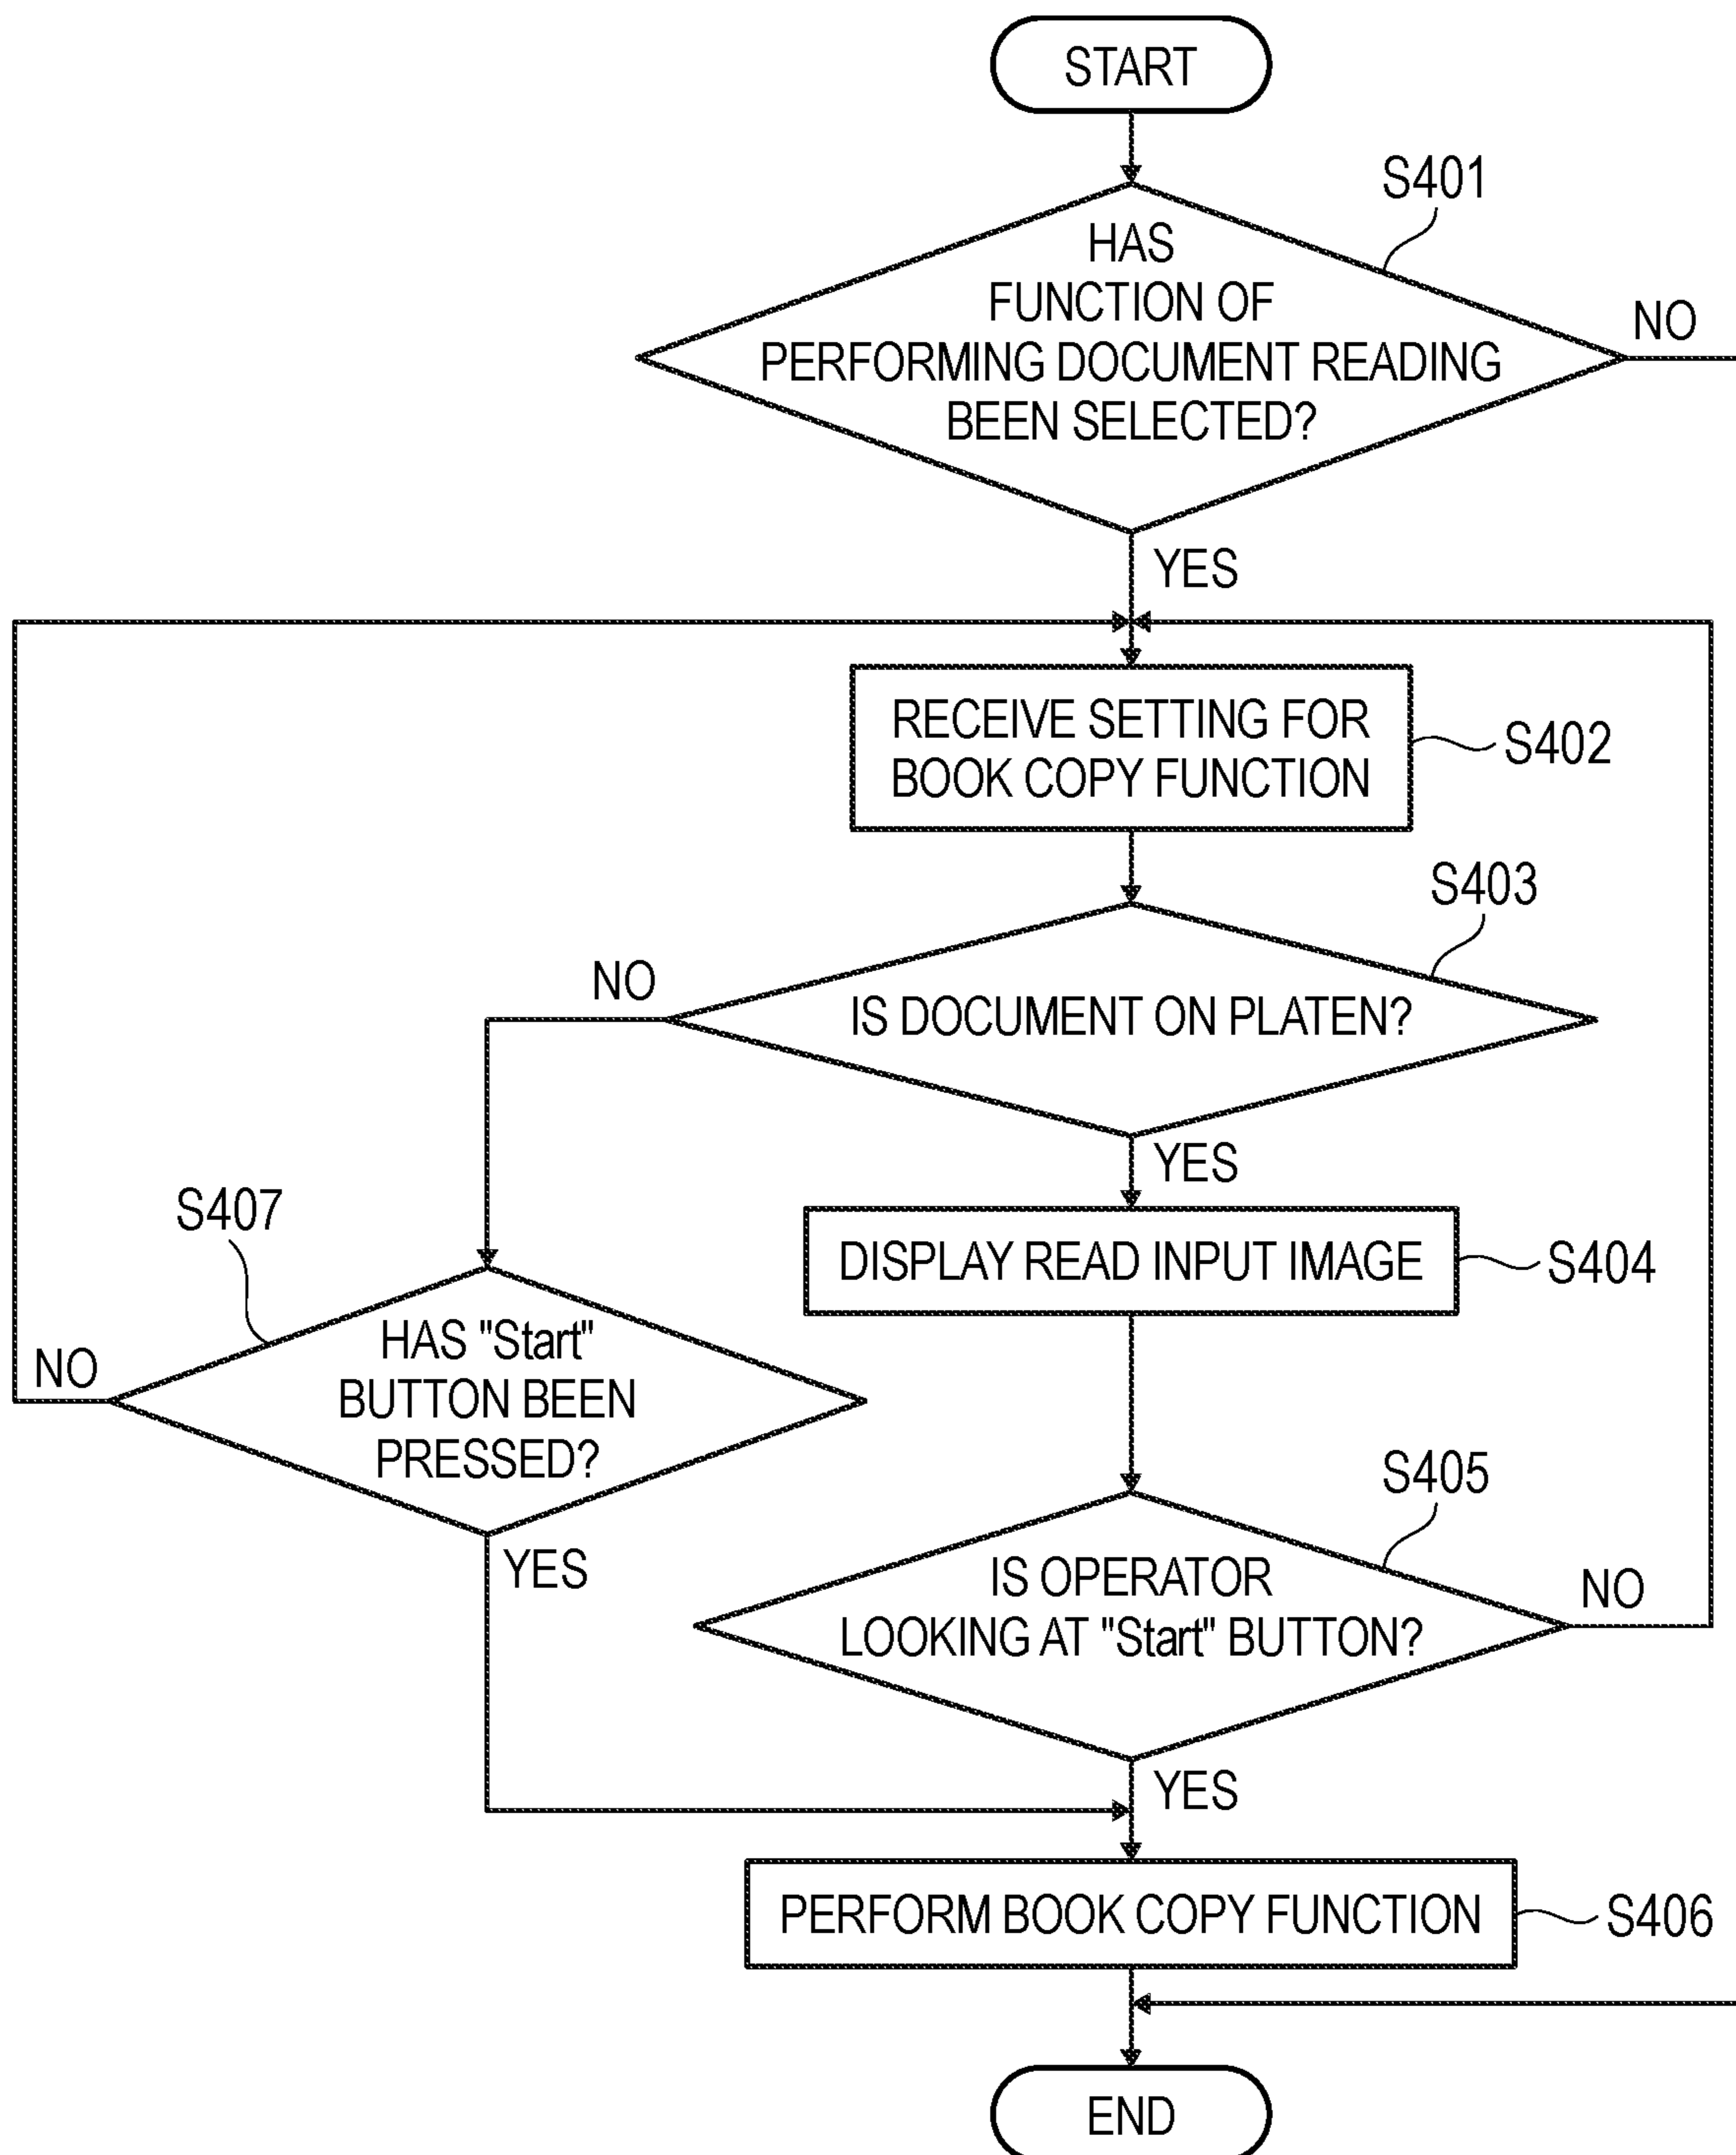 START
S401
HAS
FUNCTION OF
PERFORMING DOCUMENT READING
BEEN SELECTED?
NO
YES
RECEIVE SETTING FOR
BOOK COPY FUNCTION
S402
S403
NO
IS DOCUMENT ON PLATEN?
YES
S407
DISPLAY READ INPUT IMAGE
S404
HAS "Start"
BUTTON BEEN
PRESSED?
NO
YES
S405
IS OPERATOR
LOOKING AT "Start" BUTTON?
NO
YES
PERFORM BOOK COPY FUNCTION
S406
END